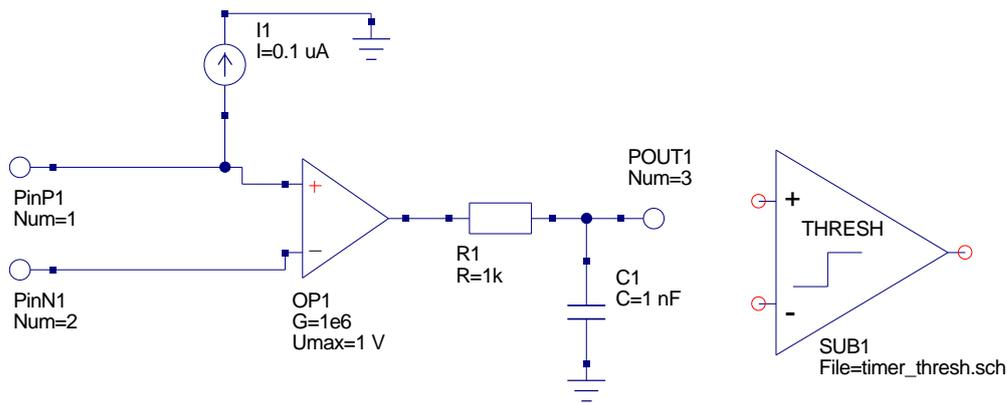 I1
I=0.1 uA
PinP1
Num=1
PinN1
Num=2
+
−
OP1
G=1e6
Umax=1 V
R1
R=1k
POUT1
Num=3
C1
C=1 nF
+
THRESH
-
SUB1
File=timer_thresh.sch